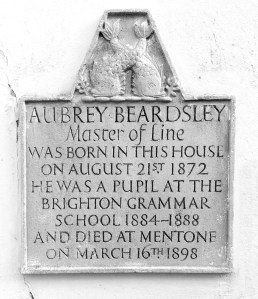 AUBREY BEARDSLEY
Master of Line
WAS BORN IN THIS HOUSE
ON AUGUST 21ST 1872
HE WAS A PUPIL AT THE
BRIGHTON GRAMMAR
SCHOOL 1884-1888
AND DIED AT MENTONE
ON MARCH 16TH 1898